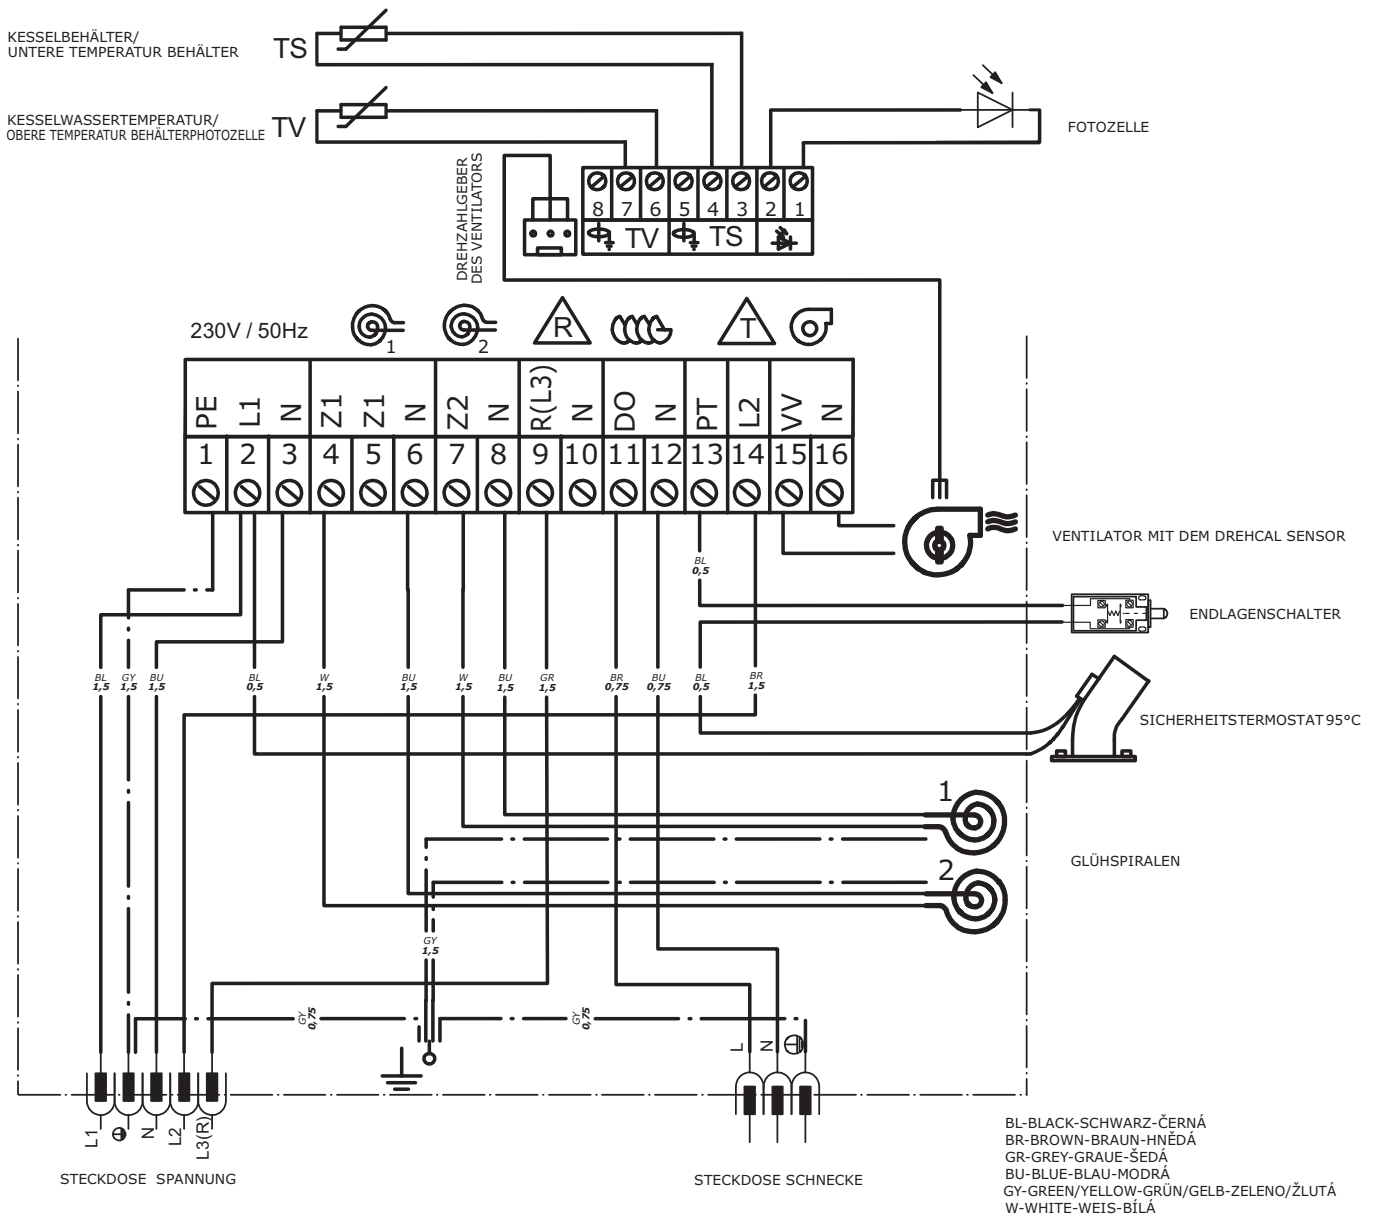 KESSELBEHÄLTER/
UNTERE TEMPERATUR BEHÄLTER
TS
KESSELWASSERTEMPERATUR/
OBERE TEMPERATUR BEHÄLTERPHOTOZELLE
TV
FOTOZELLE
DREHZAHLGEBER
DES VENTILATORS
8 7 6 5 4 3 2 1
TV TS
230V / 50Hz
1 2 R T
PE L1 N Z1 Z1 N Z2 N R(L3) N DO N PT L2 VV N
1 2 3 4 5 6 7 8 9 10 11 12 13 14 15 16
VENTILATOR MIT DEM DREHCAL SENSOR
BL
0,5
ENDLAGENSCHALTER
BL GY BU BL W BU W BU GR BR BU BL BR
1,5 1,5 1,5 0,5 1,5 1,5 1,5 1,5 1,5 0,75 0,75 0,5 1,5
SICHERHEITSTERMOSTAT95°C
1
GLÜHSPIRALEN
2
GY
1,5
GY
0,75
GY
0,75
L N
L1 N L2 L3(R)
STECKDOSE SPANNUNG
STECKDOSE SCHNECKE
BL-BLACK-SCHWARZ-ČERNÁ
BR-BROWN-BRAUN-HNĚDÁ
GR-GREY-GRAUE-ŠEDÁ
BU-BLUE-BLAU-MODRÁ
GY-GREEN/YELLOW-GRÜN/GELB-ZELENO/ŽLUTÁ
W-WHITE-WEIS-BÍLÁ